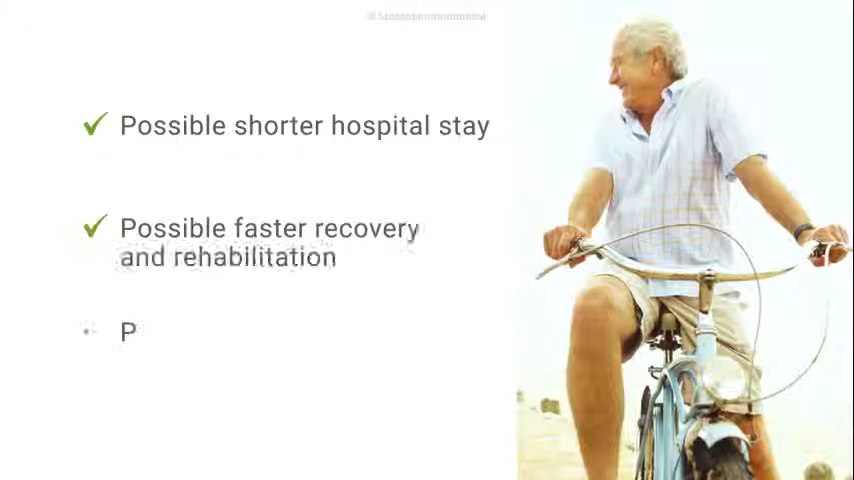 Possible shorter hospital stay
Possible faster recovery
and rehabilitation
P